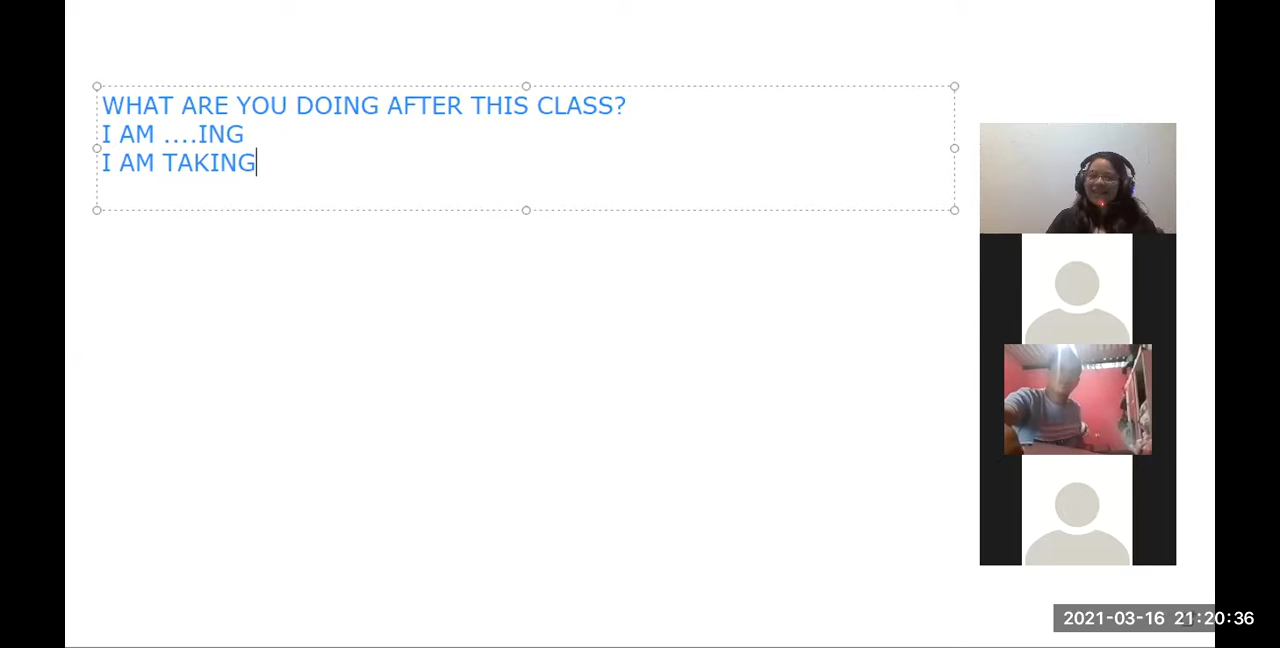 WHAT ARE YOU DOING AFTER THIS CLASS?
I AM ....ING
I AM TAKING
2021-03-16 21:20:36